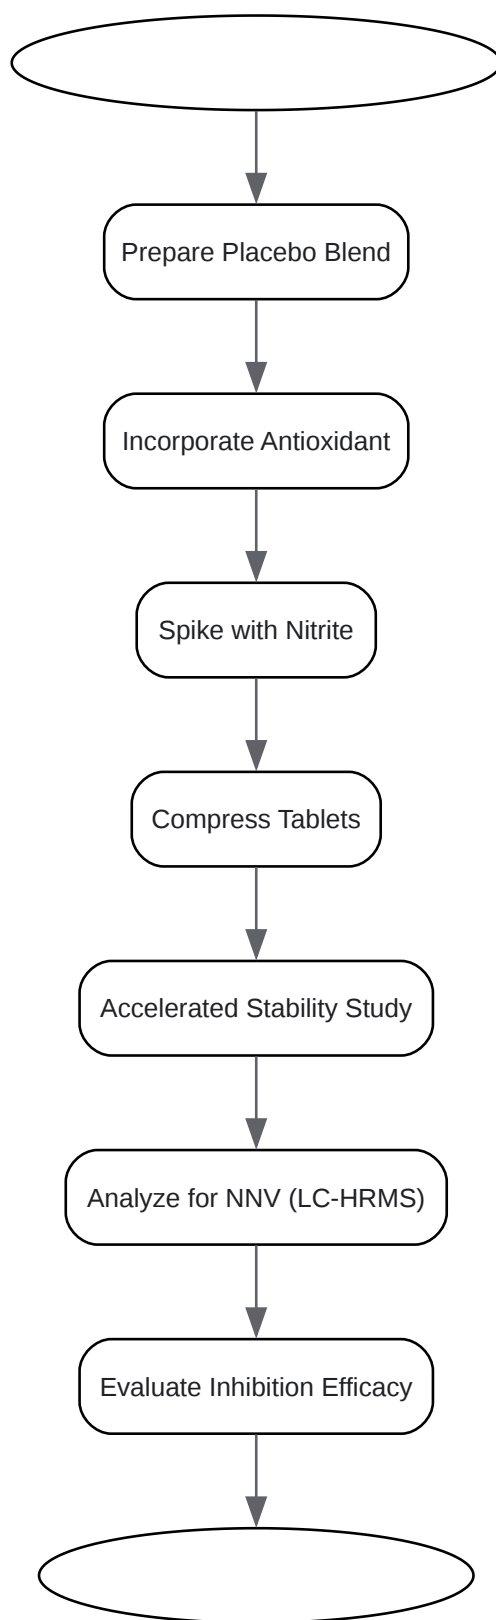 Prepare Placebo Blend
Incorporate Antioxidant
Spike with Nitrite
Compress Tablets
Accelerated Stability Study
Analyze for NNV (LC-HRMS)
Evaluate Inhibition Efficacy